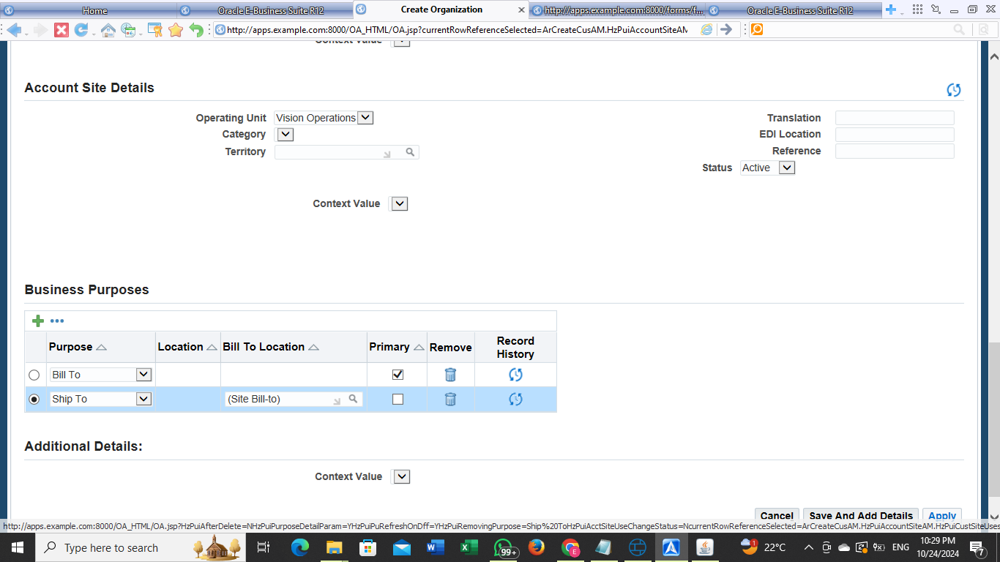 Home
Oracle E-Business Suite R12
Create Organization
http://apps.example.com:8000/forms/f...
Oracle E-Business Suite R12
http://apps.example.com:8000/OA_HTML/OA.jsp?currentRowReferenceSelected=ArCreateCusAM.HzPuiAccountSiteAM
Context Value
Account Site Details
Operating Unit Vision Operations
Translation
Category
EDI Location
Territory
Reference
Status Active
Context Value
Business Purposes
Purpose Location Bill To Location Primary Remove Record History
Bill To
Ship To (Site Bill-to)
Additional Details:
Context Value
Cancel Save And Add Details Apply
http://apps.example.com:8000/OA_HTML/OA.jsp?HzPuiAfterDelete=NHzPuiPurposeDetailParam=YHzPuiPuRefreshOnDff=YHzPuiRemovingPurpose=Ship%20ToHzPuiAcctSiteUseChangeStatus=NcurrentRowReferenceSelected=ArCreateCusAM.HzPuiAccountSiteAM.HzPuiCustSiteUses
Type here to search
99+
E
1
22°C
ENG
10:29 PM
10/24/2024
7